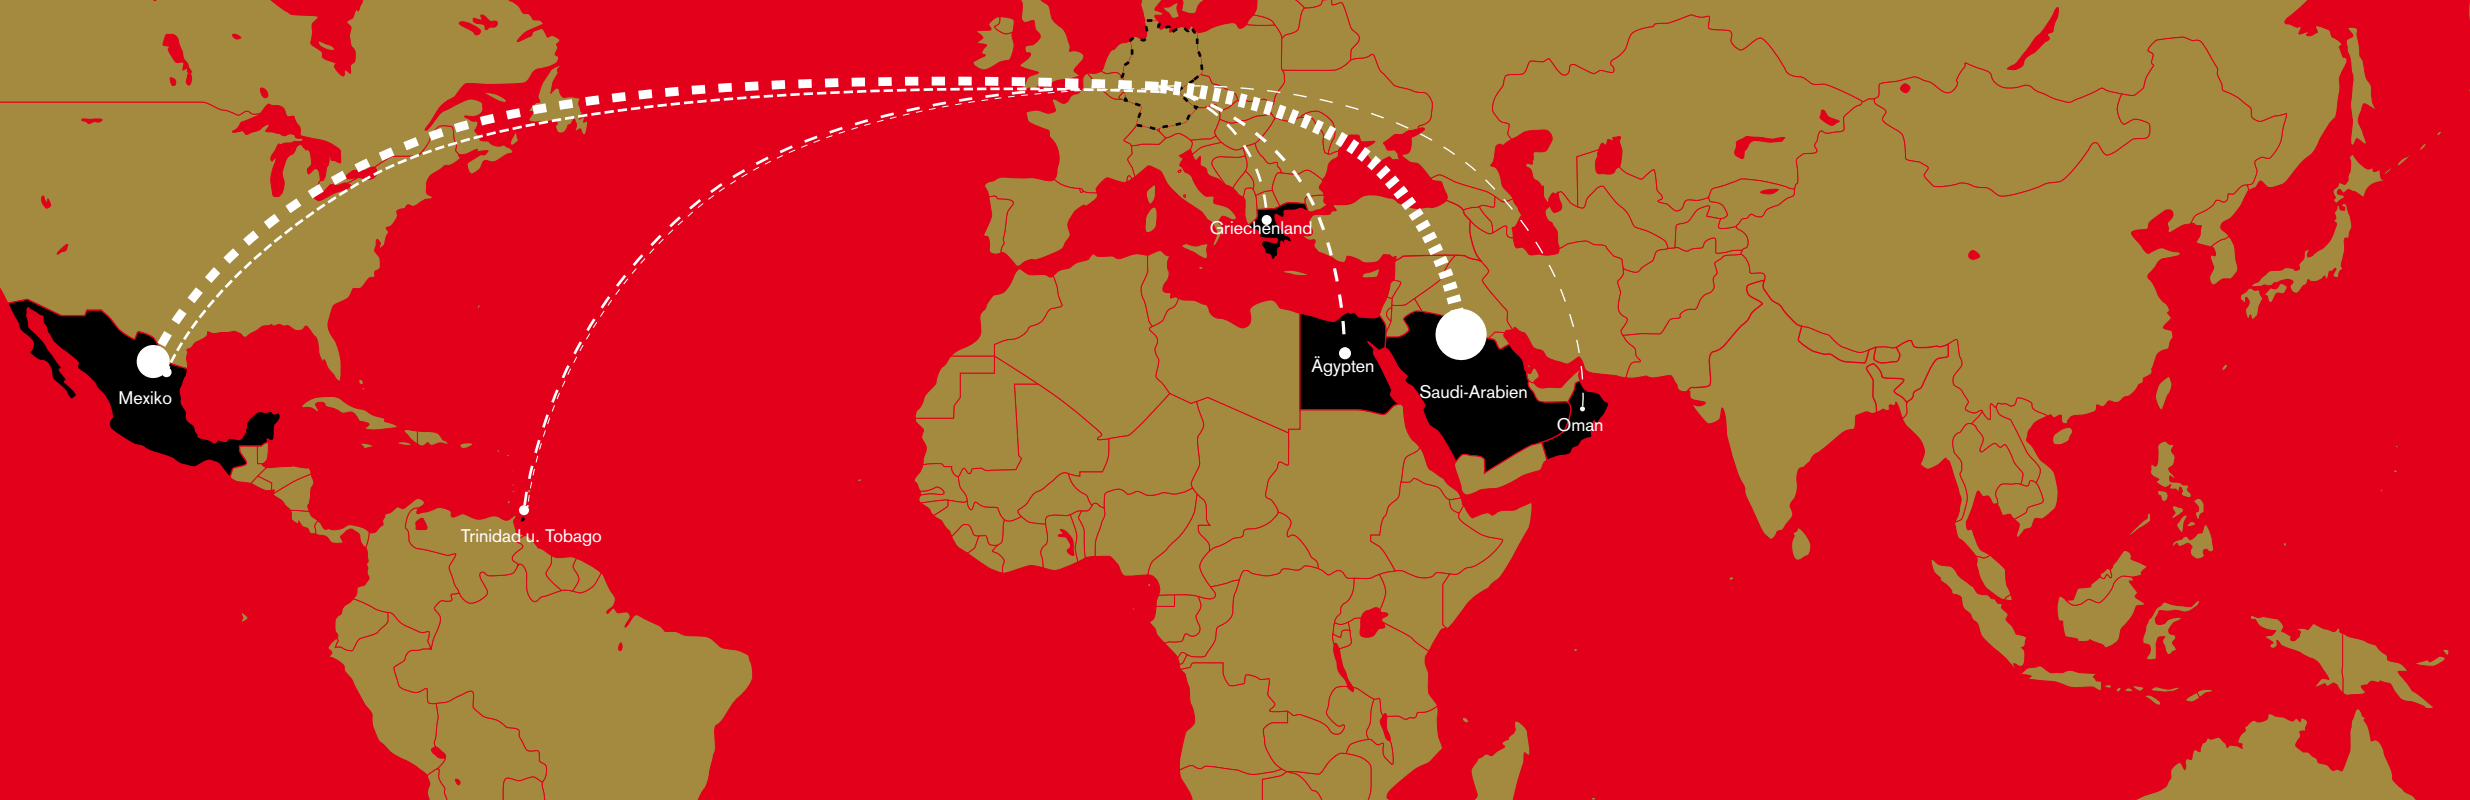 Griechenland
Ägypten
Mexiko
Saudi-Arabien
Oman
Trinidad u. Tobago